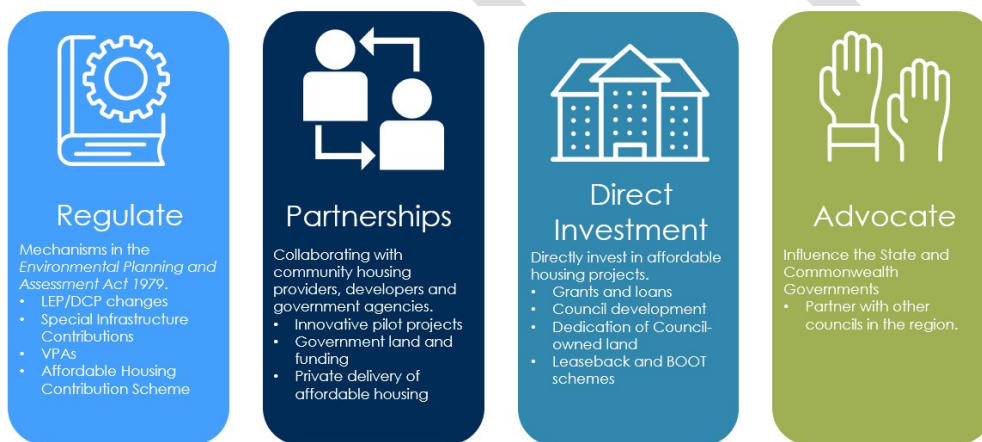 Regulate
Mechanisms in the
Environmental Planning and
Assessment Act 1979.
• LEP/DCP changes
• Special Infrastructure
Contributions
• VPAs
• Affordable Housing
Contribution Scheme
Partnerships
Collaborating with
community housing
providers, developers and
government agencies.
• Innovative pilot projects
• Government land and
funding
• Private delivery of
affordable housing
Direct
Investment
Directly invest in affordable
housing projects.
• Grants and loans
• Council development
• Dedication of Council-
owned land
• Leaseback and BOOT
schemes
Advocate
Influence the State and
Commonwealth
Governments
• Partner with other
councils in the region.